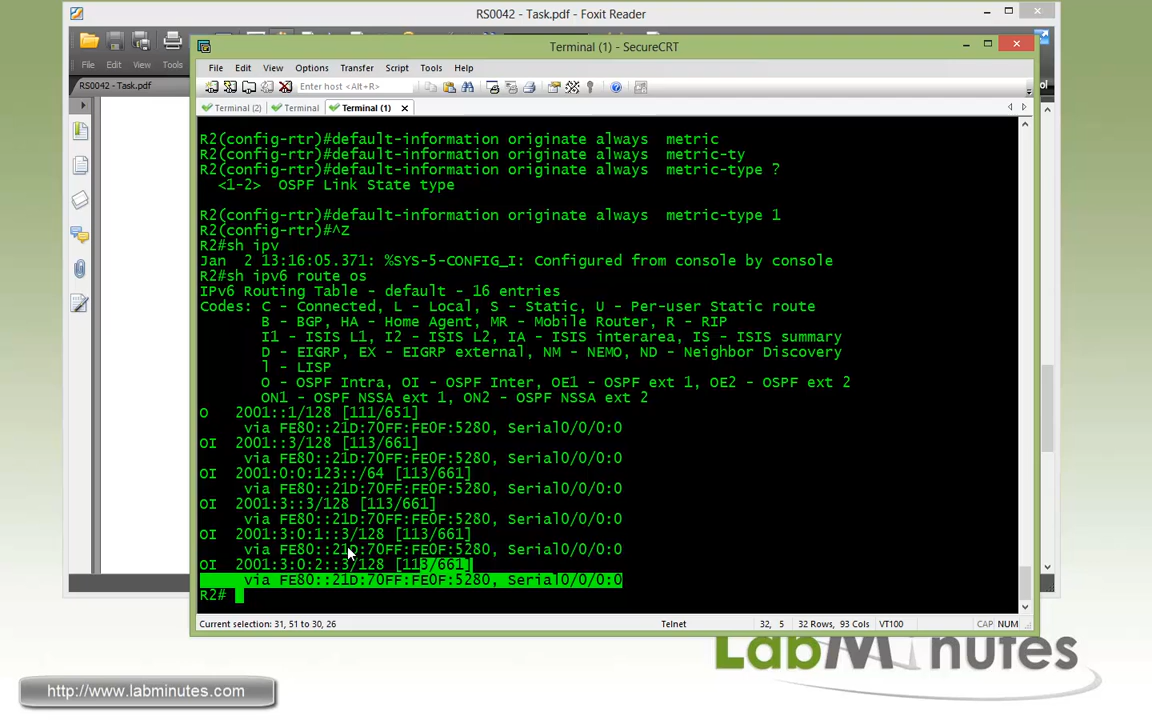 RS0042 - Task.pdf - Foxit Reader
File Edit View Tools
RS0042 - Task.pdf
Terminal (1) - SecureCRT
File Edit View Options Transfer Script Tools Help
Enter host <Alt+R>
Terminal (2) Terminal Terminal (1)
R2(config-rtr)#default-information originate always  metric
R2(config-rtr)#default-information originate always  metric-ty
R2(config-rtr)#default-information originate always  metric-type ?
<1-2>  OSPF Link State type
R2(config-rtr)#default-information originate always  metric-type 1
R2(config-rtr)#^Z
R2#sh ipv
Jan  2 13:16:05.371: %SYS-5-CONFIG_I: Configured from console by console
R2#sh ipv6 route os
IPv6 Routing Table - default - 16 entries
Codes: C - Connected, L - Local, S - Static, U - Per-user Static route
B - BGP, HA - Home Agent, MR - Mobile Router, R - RIP
I1 - ISIS L1, I2 - ISIS L2, IA - ISIS interarea, IS - ISIS summary
D - EIGRP, EX - EIGRP external, NM - NEMO, ND - Neighbor Discovery
l - LISP
O - OSPF Intra, OI - OSPF Inter, OE1 - OSPF ext 1, OE2 - OSPF ext 2
ON1 - OSPF NSSA ext 1, ON2 - OSPF NSSA ext 2
O   2001::1/128 [111/651]
via FE80::21D:70FF:FE0F:5280, Serial0/0/0:0
OI  2001::3/128 [113/661]
via FE80::21D:70FF:FE0F:5280, Serial0/0/0:0
OI  2001:0:0:123::/64 [113/661]
via FE80::21D:70FF:FE0F:5280, Serial0/0/0:0
OI  2001:3::3/128 [113/661]
via FE80::21D:70FF:FE0F:5280, Serial0/0/0:0
OI  2001:3:0:1::3/128 [113/661]
via FE80::21D:70FF:FE0F:5280, Serial0/0/0:0
OI  2001:3:0:2::3/128 [113/661]
via FE80::21D:70FF:FE0F:5280, Serial0/0/0:0
R2#
Current selection: 31, 51 to 30, 26 Telnet 32, 5 32 Rows, 93 Cols VT100 CAP NUM
LabMinutes
http://www.labminutes.com